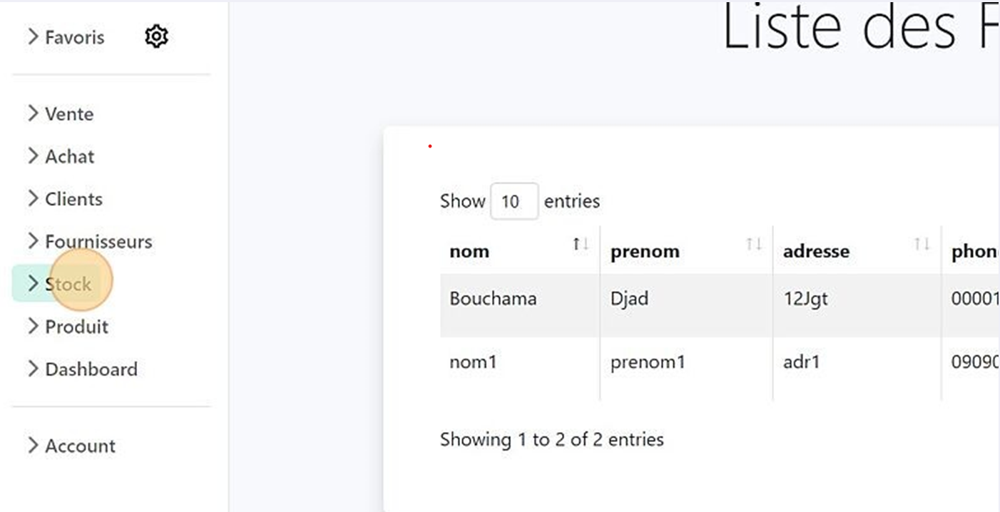 Favoris
Vente
Achat
Clients
Fournisseurs
Stock
Produit
Dashboard
Account
Liste des F
Show 10 entries
nom prenom adresse phon
Bouchama Djad 12Jgt 00001
nom1 prenom1 adr1 09090
Showing 1 to 2 of 2 entries